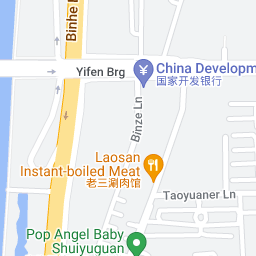 Binhe
Yifen Brg
China Developm
国家开发银行
Binze Ln
Laosan
Instant-boiled Meat
老三涮肉馆
Taoyuaner Ln
Pop Angel Baby
Shuiyuguan